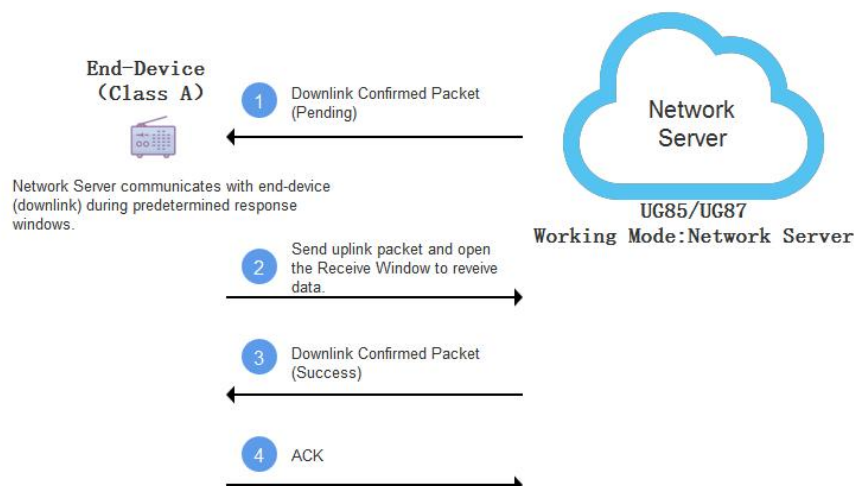 End-Device
(Class A)
1
Downlink Confirmed Packet
(Pending)
Network
Server
Network Server communicates with end-device
(downlink) during predetermined response
windows.
UG85/UG87
Working Mode:Network Server
2
Send uplink packet and open
the Receive Window to reveive
data.
3
Downlink Confirmed Packet
(Success)
4
ACK